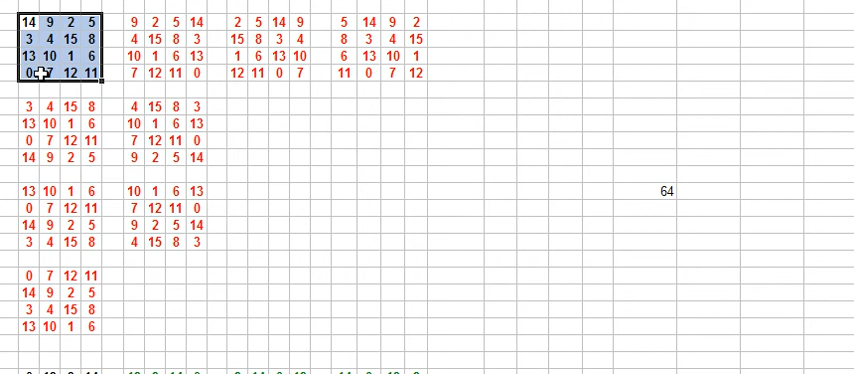 14 9 2 5 9 2 5 14 2 5 14 9 5 14 9 2
3 4 15 8 4 15 8 3 15 8 3 4 8 3 4 15
13 10 1 6 10 1 6 13 1 6 13 10 6 13 10 1
0 7 12 11 7 12 11 0 12 11 0 7 11 0 7 12
3 4 15 8 4 15 8 3
13 10 1 6 10 1 6 13
0 7 12 11 7 12 11 0
14 9 2 5 9 2 5 14
13 10 1 6 10 1 6 13 64
0 7 12 11 7 12 11 0
14 9 2 5 9 2 5 14
3 4 15 8 4 15 8 3
0 7 12 11
14 9 2 5
3 4 15 8
13 10 1 6